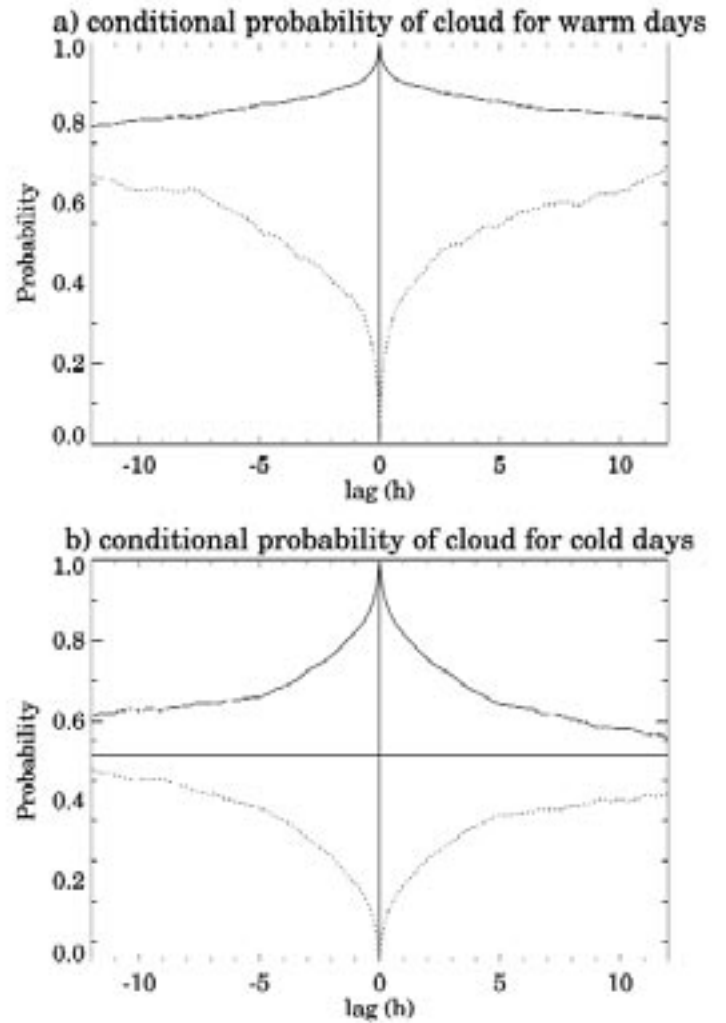 a) conditional probability of cloud for warm days
1.0
0.8
0.6
0.4
0.2
0.0
Probability
-10 -5 0 5 10
lag (h)
b) conditional probability of cloud for cold days
1.0
0.8
0.6
0.4
0.2
0.0
Probability
-10 -5 0 5 10
lag (h)